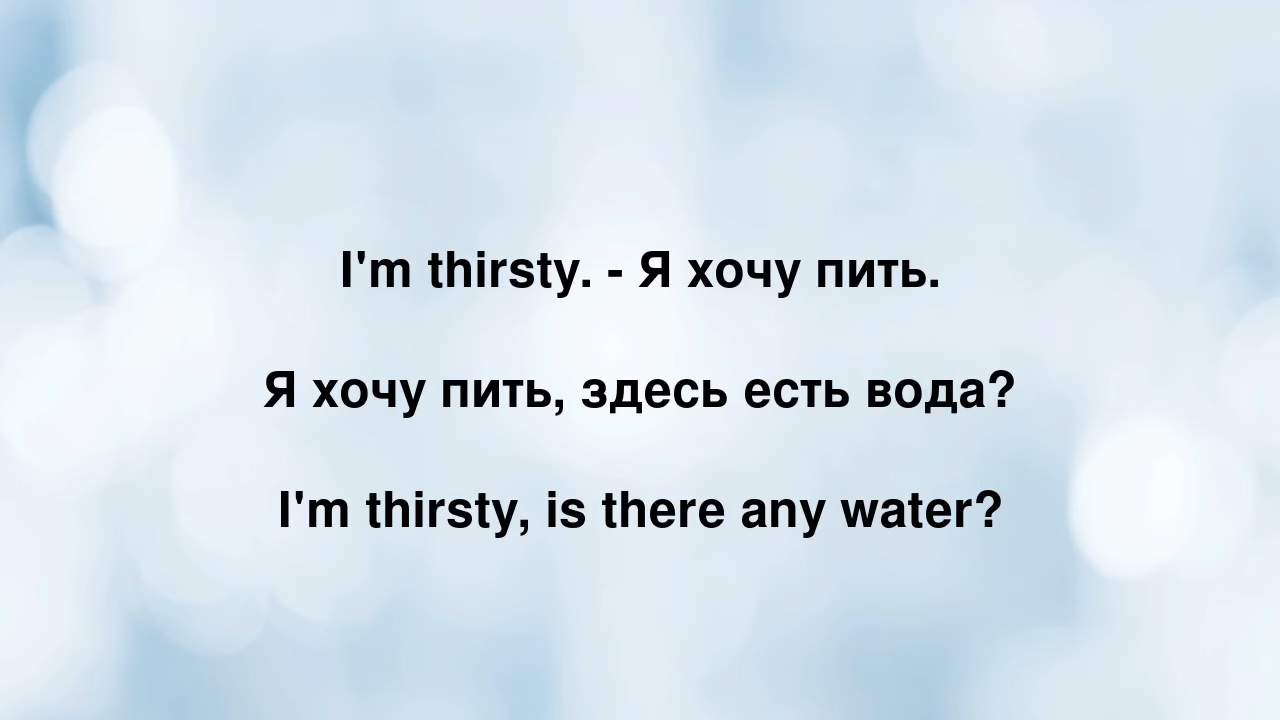 I'm thirsty. - Я хочу пить.
Я хочу пить, здесь есть вода?
I'm thirsty, is there any water?